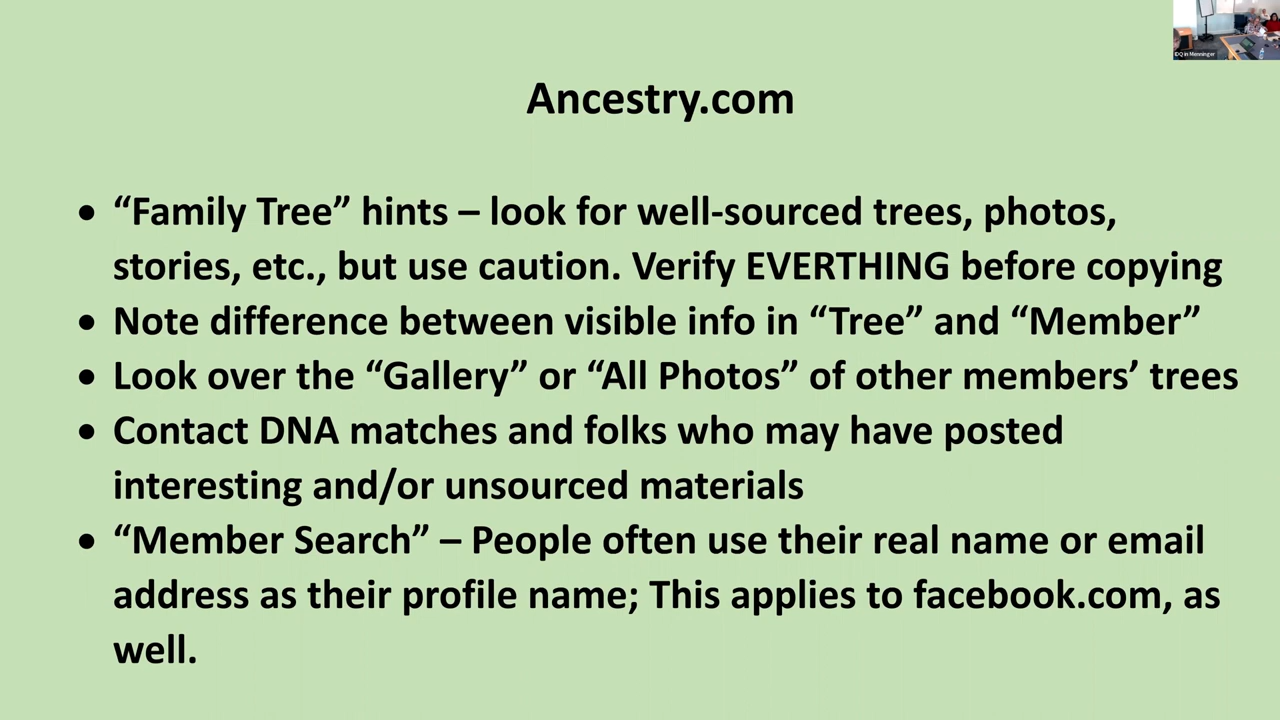 Ancestry.com
• “Family Tree” hints – look for well-sourced trees, photos,
stories, etc., but use caution. Verify EVERTHING before copying
• Note difference between visible info in “Tree” and “Member”
• Look over the “Gallery” or “All Photos” of other members’ trees
• Contact DNA matches and folks who may have posted
interesting and/or unsourced materials
• “Member Search” – People often use their real name or email
address as their profile name; This applies to facebook.com, as
well.
in Menninger